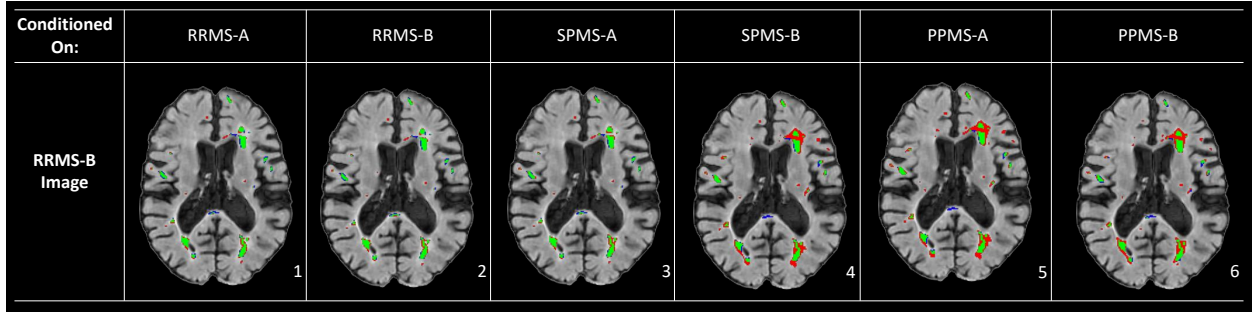 Conditioned
On:
RRMS-A
RRMS-B
SPMS-A
SPMS-B
PPMS-A
PPMS-B
RRMS-B
Image
1
2
3
4
5
6